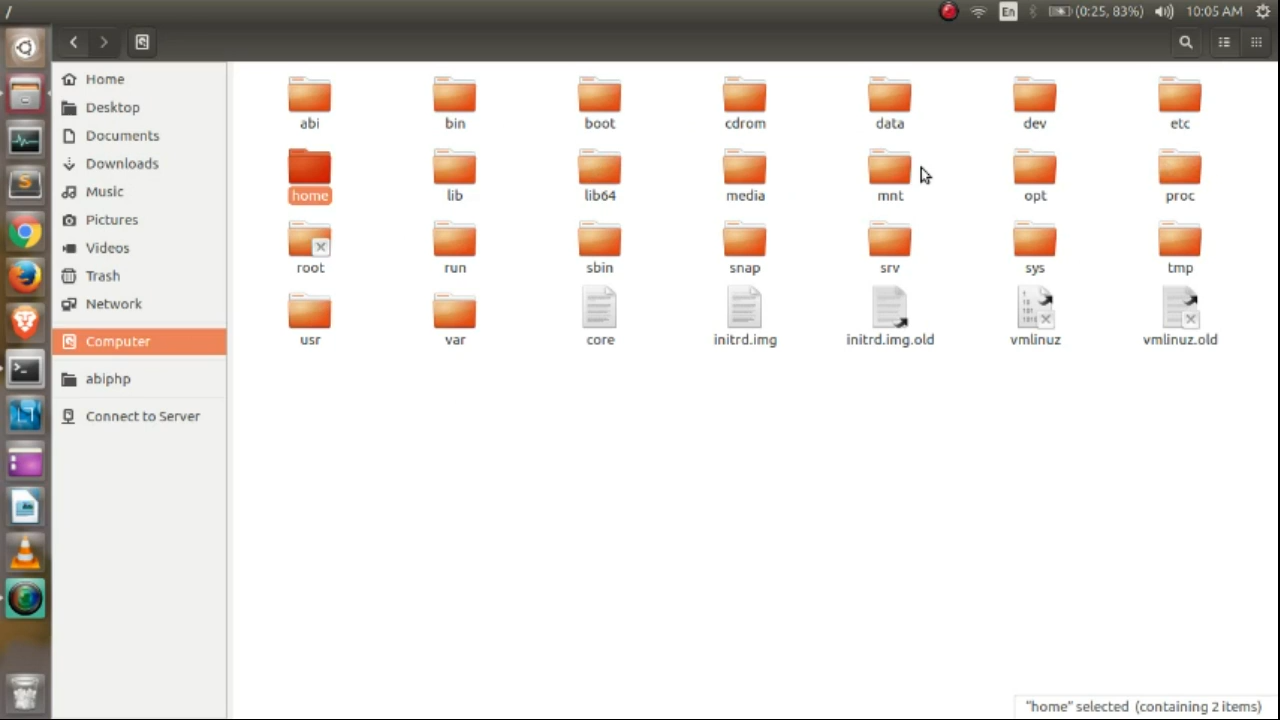 /
En
(0:25, 83%)
10:05 AM
Home
Desktop
Documents
Downloads
Music
Pictures
Videos
Trash
Network
Computer
abiphp
Connect to Server
abi bin boot cdrom data dev etc
home lib lib64 media mnt opt proc
root run sbin snap srv sys tmp
usr var core initrd.img initrd.img.old vmlinuz vmlinuz.old
"home" selected (containing 2 items)